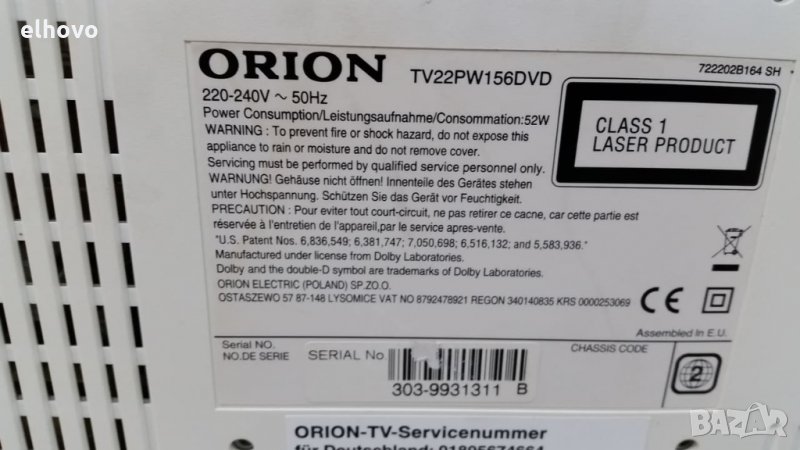 elhovo
ORION TV22PW156DVD 722202B164 SH
220-240V ~ 50Hz
Power Consumption/Leistungsaufnahme/Consommation:52W
WARNING : To prevent fire or shock hazard, do not expose this
appliance to rain or moisture and do not remove cover.
Servicing must be performed by qualified service personnel only.
WARNUNG! Gehäuse nicht öffnen! Innenteile des Gerätes stehen
unter Hochspannung. Schützen Sie das Gerät vor Feuchtigkeit.
PRECAUTION : Pour eviter tout court-circuit, ne pas retirer ce cacne, car cette partie est
réservée à l'entretien de l'appareil,par le service apres-vente.
"U.S. Patent Nos. 6,836,549; 6,381,747; 7,050,698; 6,516,132; and 5,583,936."
Manufactured under license from Dolby Laboratories.
Dolby and the double-D symbol are trademarks of Dolby Laboratories.
ORION ELECTRIC (POLAND) SP.ZO.O.
OSTASZEWO 57 87-148 LYSOMICE VAT NO 8792478921 REGON 340140835 KRS 0000253069
CLASS 1
LASER PRODUCT
CE
Assembled in E.U.
Serial NO.
NO.DE SERIE
SERIAL No.
303-9931311 B
CHASSIS CODE
2
ORION-TV-Servicenummer
für Deutschland: 01805674664
BAZAR